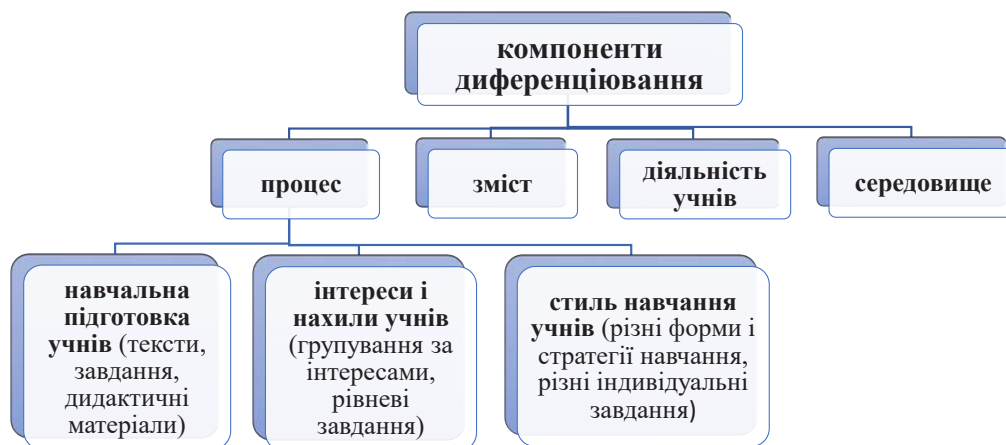 компоненти
диференціювання
процес
зміст
діяльність
учнів
середовище
навчальна
підготовка
учнів (тексти,
завдання,
дидактичні
матеріали)
інтереси і
нахили учнів
(групування за
інтересами,
рівневі
завдання)
стиль навчання
учнів (різні форми і
стратегії навчання,
різні індивідуальні
завдання)